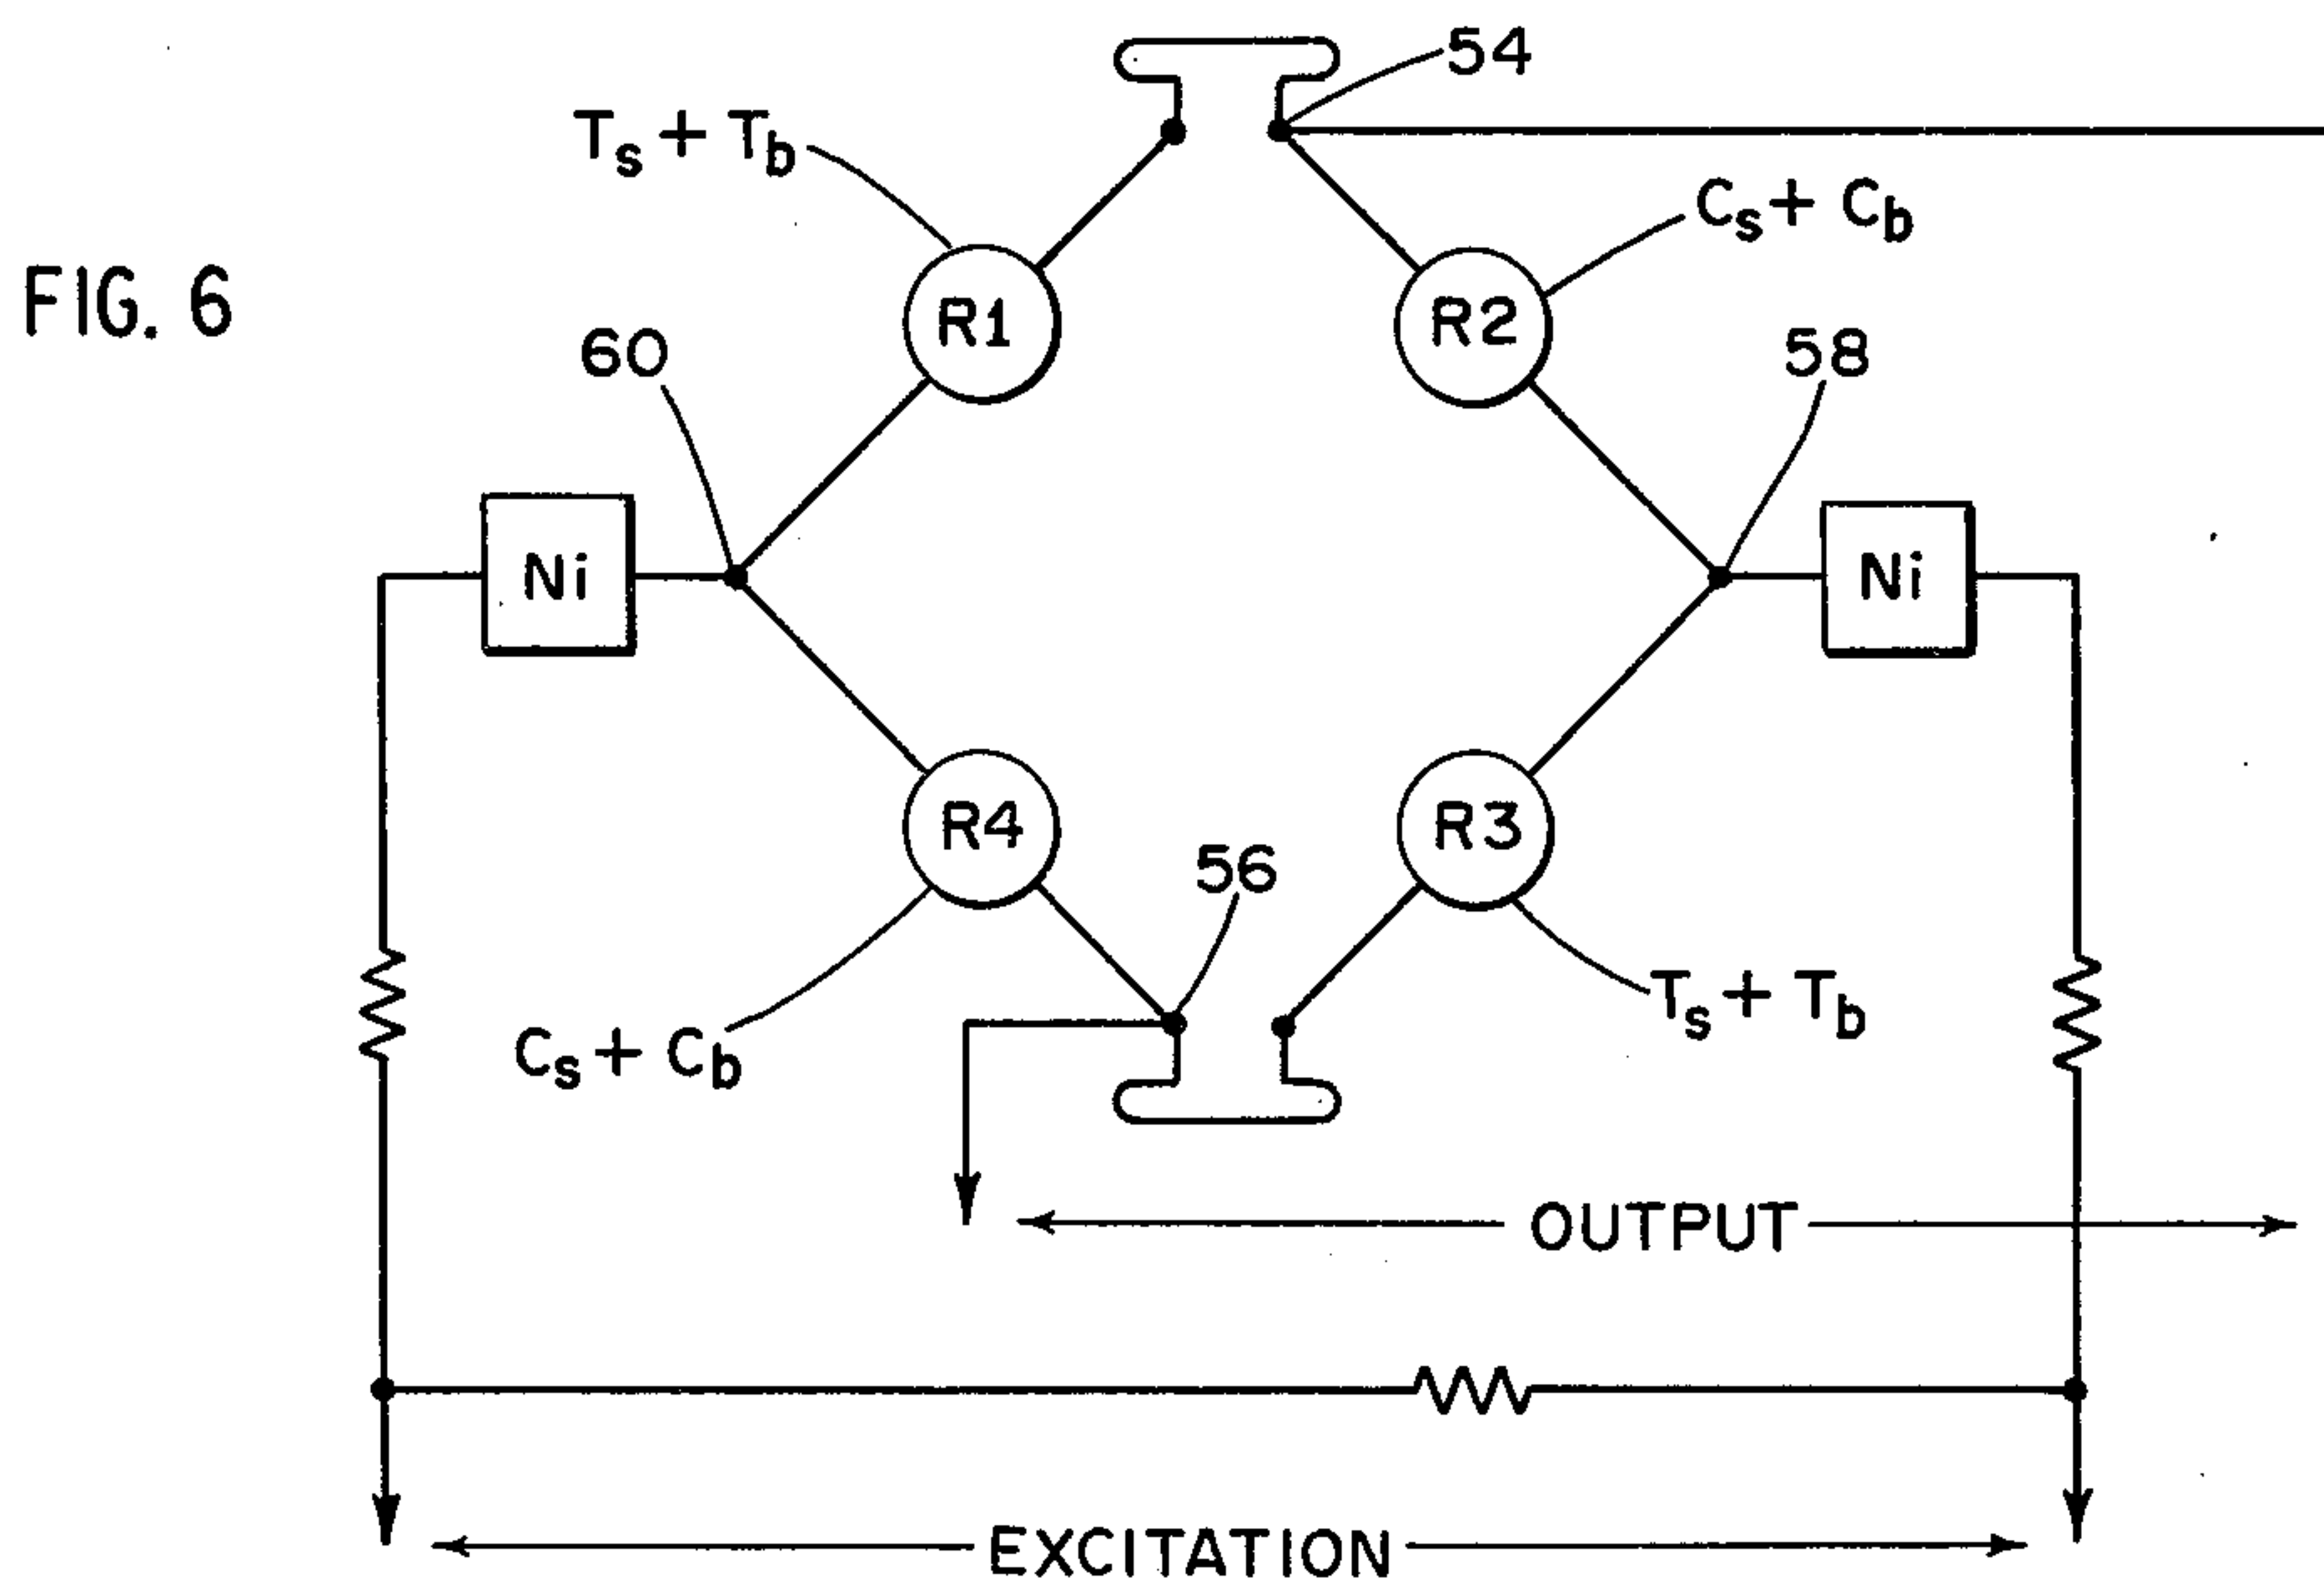 54
Ts + Tb
Cs + Cb
FIG. 6
R1
R2
60
58
Ni
Ni
R4
R3
56
Ts + Tb
Cs + Cb
OUTPUT
EXCITATION